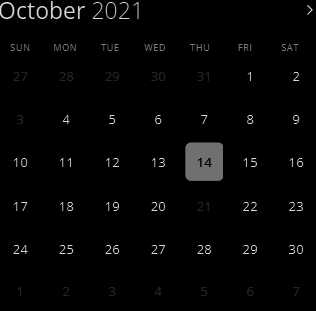 October 2021
SUN MON TUE WED THU FRI SAT
27 28 29 30 31 1 2
3 4 5 6 7 8 9
10 11 12 13 14 15 16
17 18 19 20 21 22 23
24 25 26 27 28 29 30
1 2 3 4 5 6 7